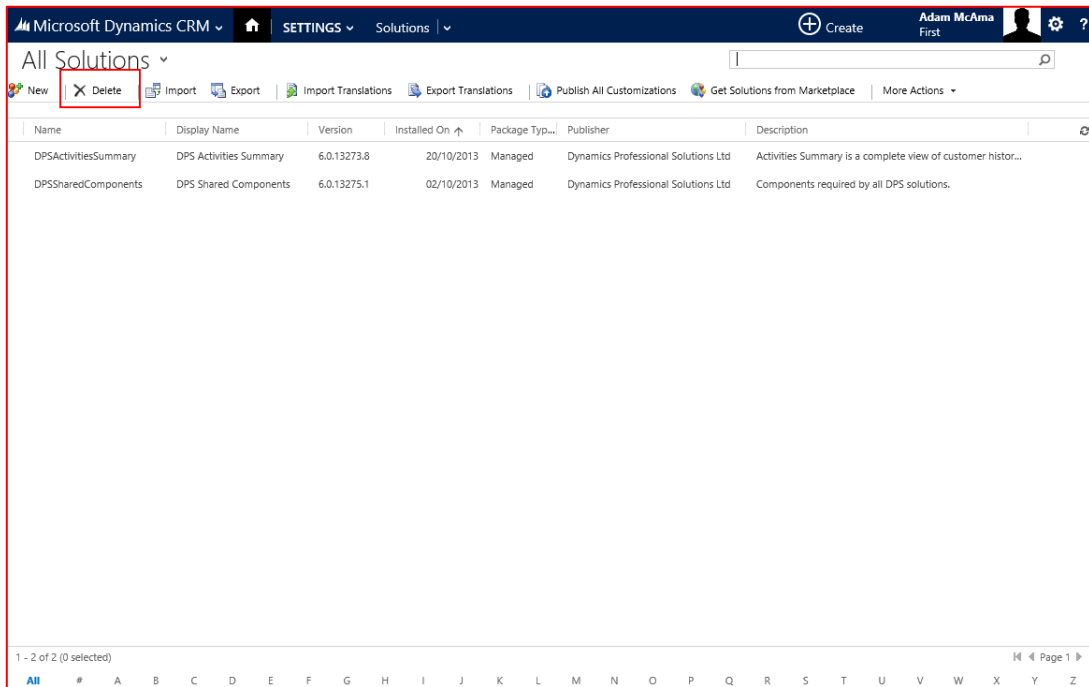 Microsoft Dynamics CRM SETTINGS Solutions Create Adam McAma First ?
All Solutions
New Delete Import Export Import Translations Export Translations Publish All Customizations Get Solutions from Marketplace More Actions
Name Display Name Version Installed On Package Typ... Publisher Description
DPSActivitiesSummary DPS Activities Summary 6.0.13273.8 20/10/2013 Managed Dynamics Professional Solutions Ltd Activities Summary is a complete view of customer histor...
DPSSharedComponents DPS Shared Components 6.0.13275.1 02/10/2013 Managed Dynamics Professional Solutions Ltd Components required by all DPS solutions.
1 - 2 of 2 (0 selected) Page 1
All # A B C D E F G H I J K L M N O P Q R S T U V W X Y Z